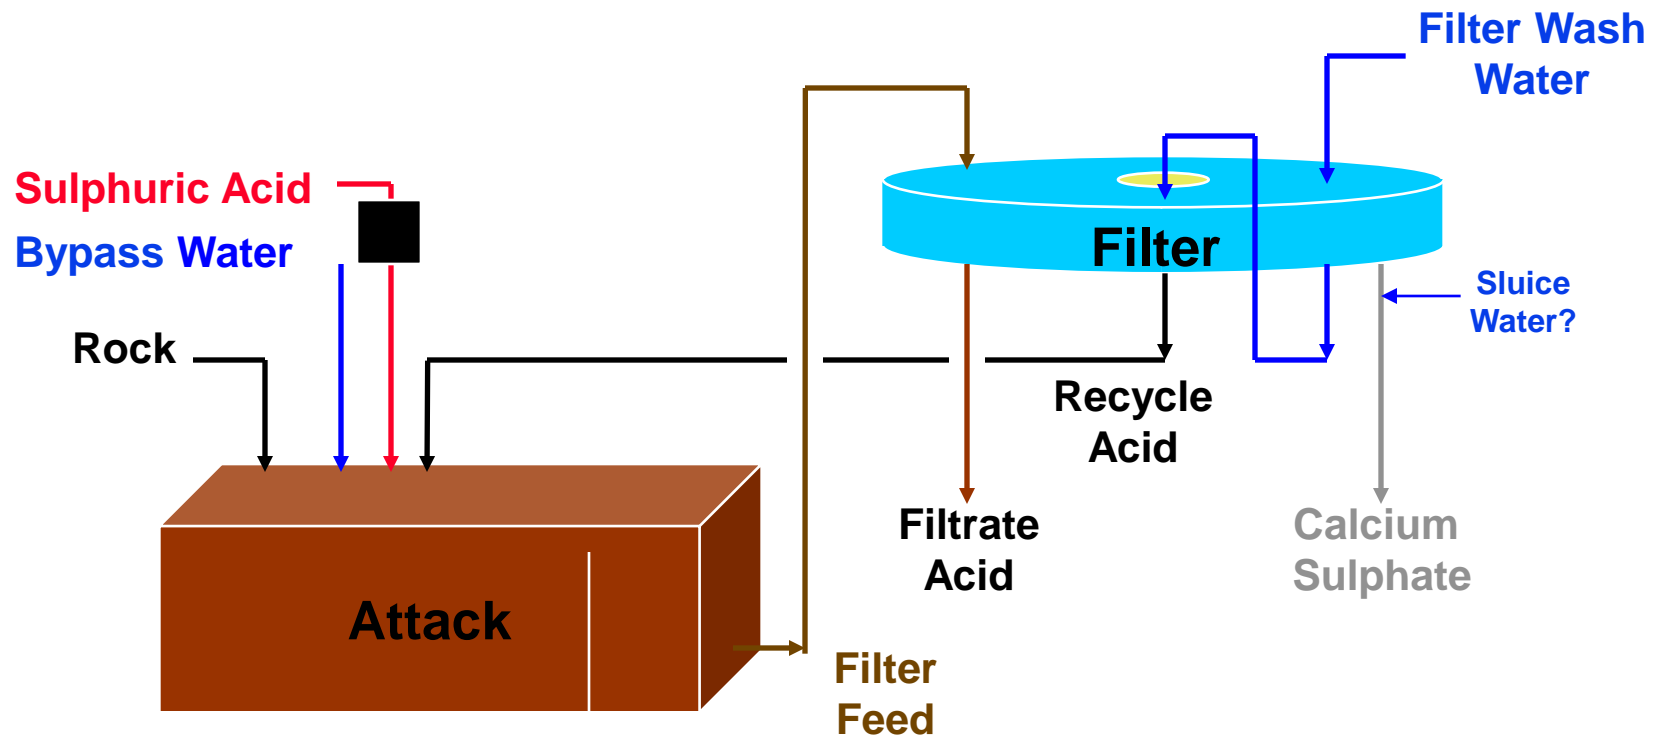 Filter Wash
Water
Sulphuric Acid
Bypass Water
Filter
Sluice
Water?
Rock
Recycle
Acid
Filtrate
Acid
Calcium
Sulphate
Attack
Filter
Feed